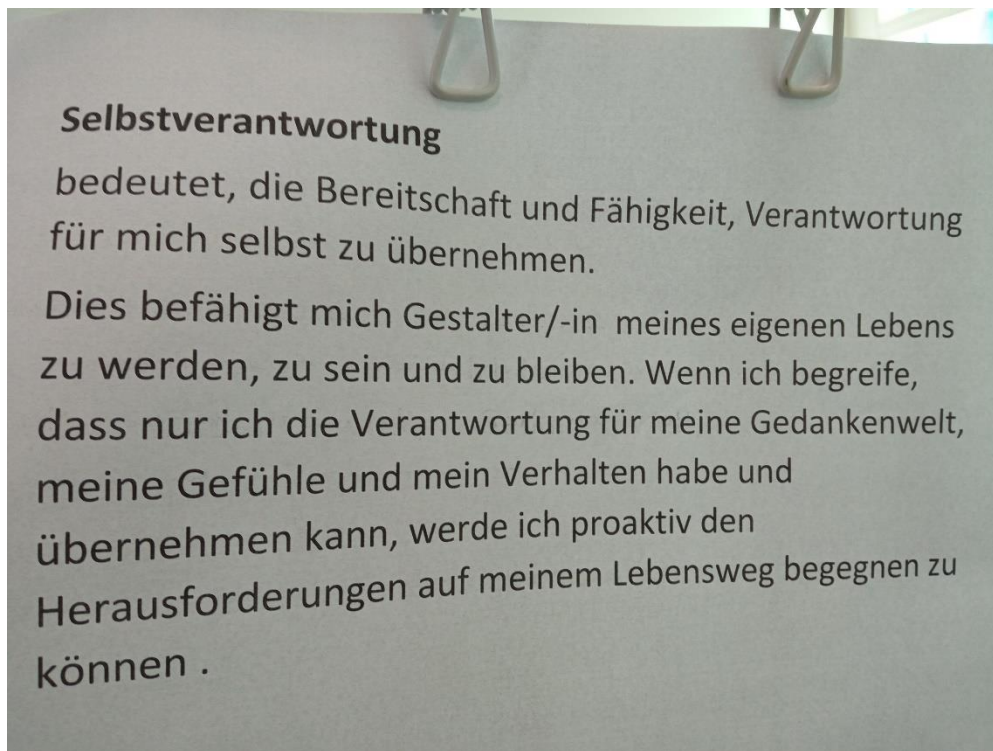 Selbstverantwortung
bedeutet, die Bereitschaft und Fähigkeit, Verantwortung
für mich selbst zu übernehmen.
Dies befähigt mich Gestalter/-in meines eigenen Lebens
zu werden, zu sein und zu bleiben. Wenn ich begreife,
dass nur ich die Verantwortung für meine Gedankenwelt,
meine Gefühle und mein Verhalten habe und
übernehmen kann, werde ich proaktiv den
Herausforderungen auf meinem Lebensweg begegnen zu
können .